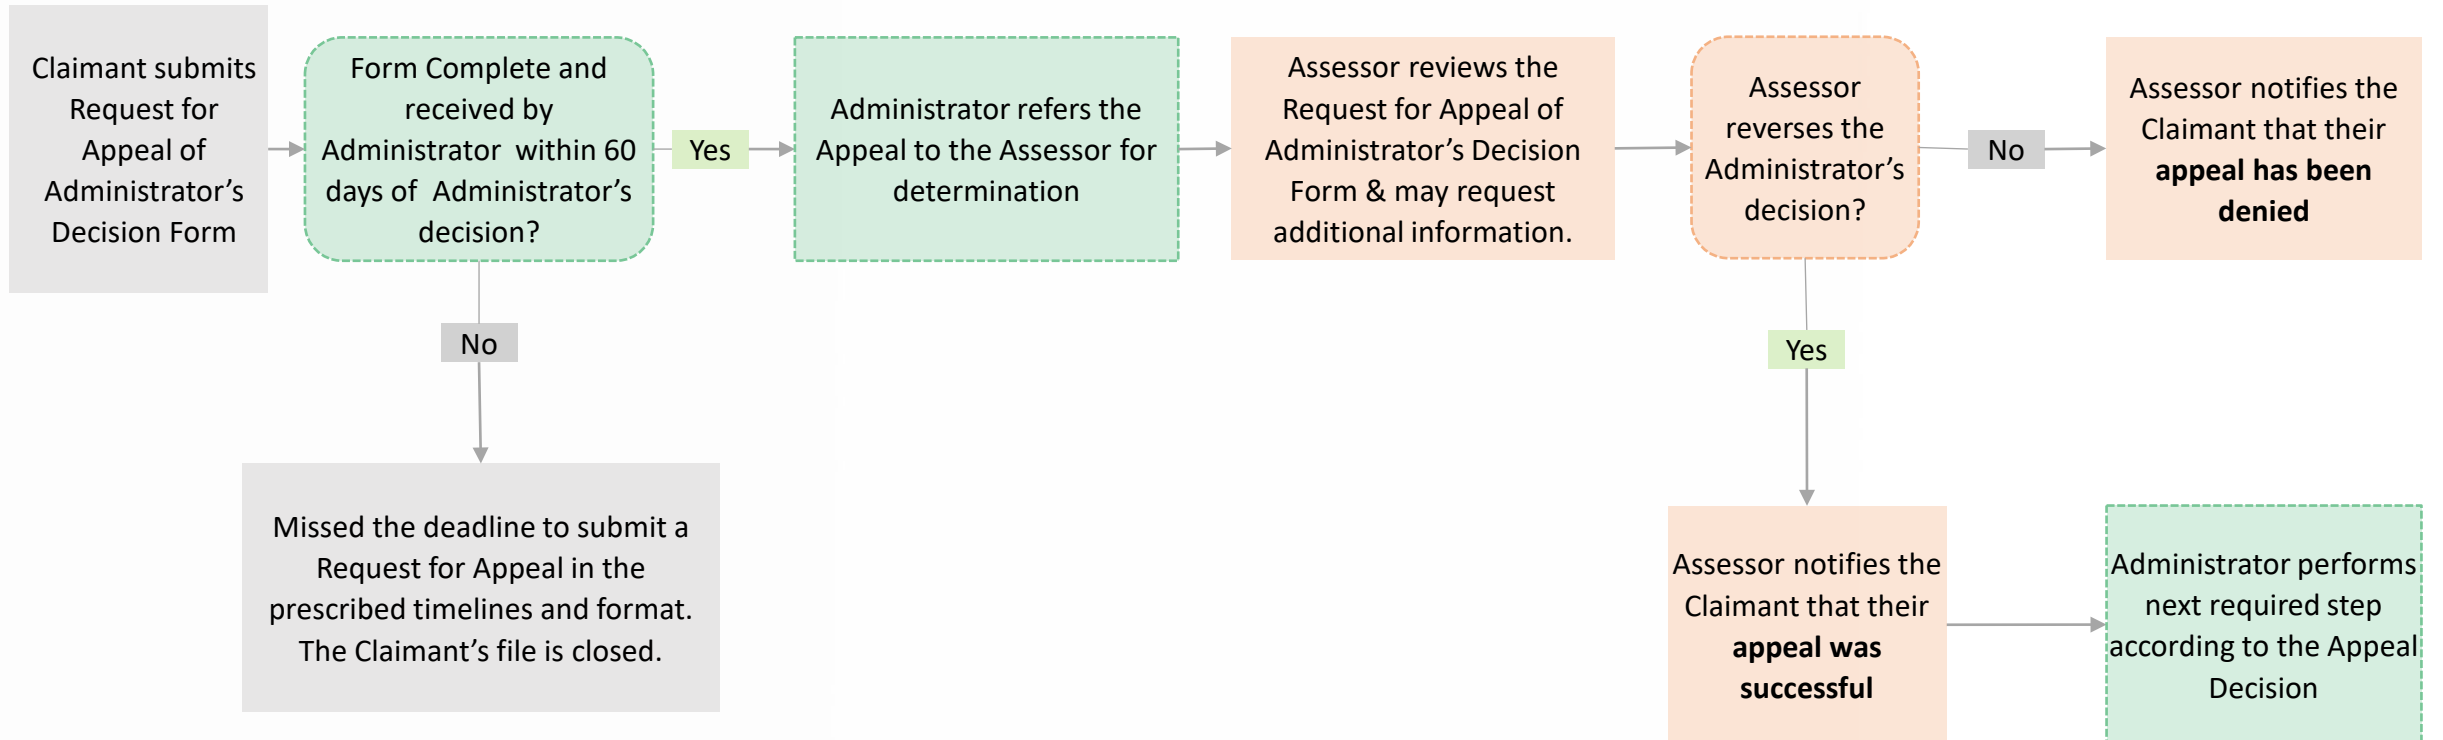 Claimant submits
Request for
Appeal of
Administrator’s
Decision Form
Form Complete and
received by
Administrator within 60
days of Administrator’s
decision?
Yes
Administrator refers the
Appeal to the Assessor for
determination
Assessor reviews the
Request for Appeal of
Administrator’s Decision
Form & may request
additional information.
Assessor
reverses the
Administrator’s
decision?
No
Assessor notifies the
Claimant that their
appeal has been
denied
No
Yes
Missed the deadline to submit a
Request for Appeal in the
prescribed timelines and format.
The Claimant’s file is closed.
Assessor notifies the
Claimant that their
appeal was
successful
Administrator performs
next required step
according to the Appeal
Decision